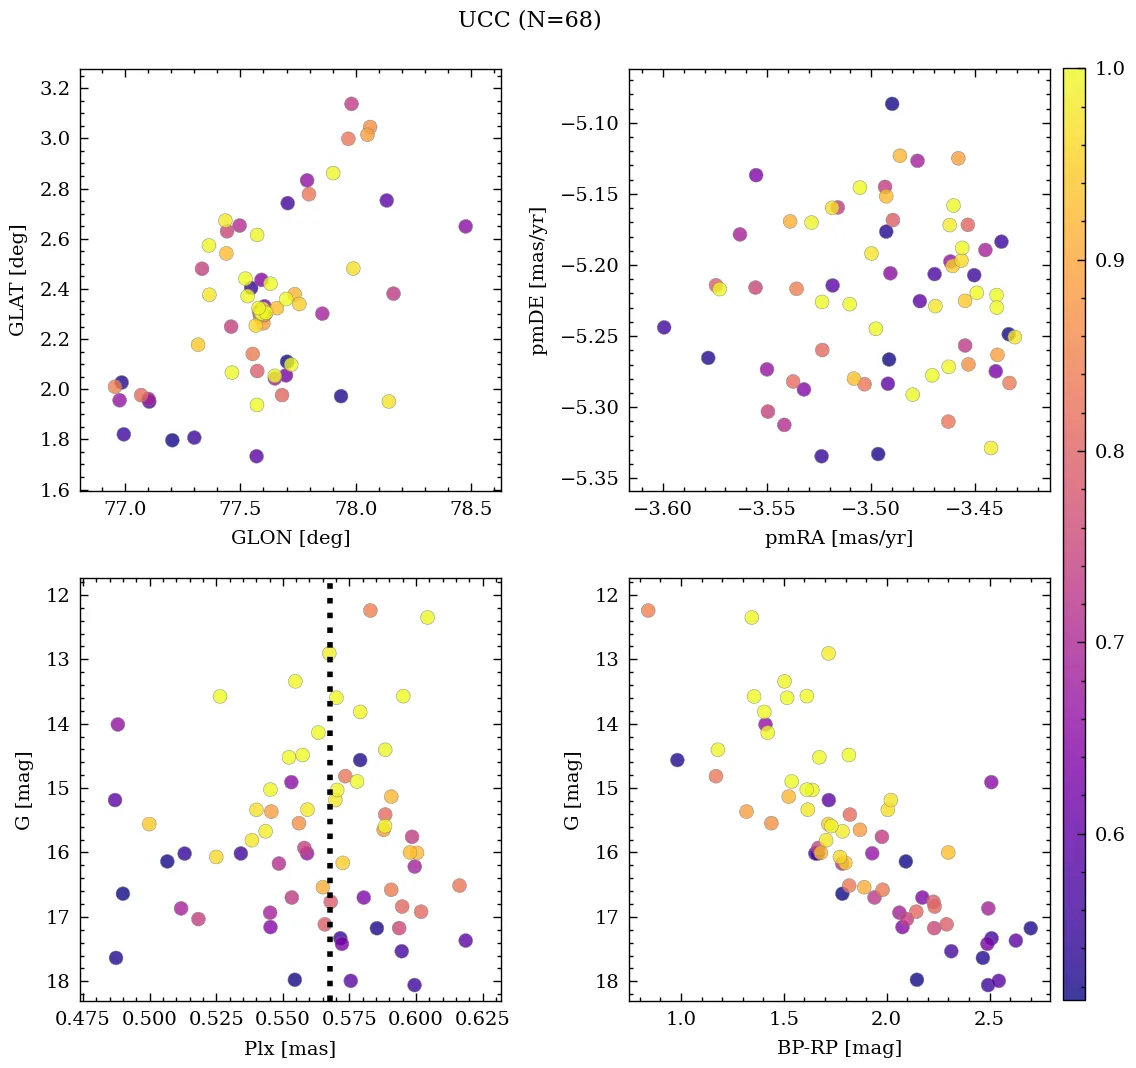 UCC (N=68)
3.2
3.0
2.8
2.6
2.4
2.2
2.0
1.8
1.6
GLAT [deg]
77.0 77.5 78.0 78.5
GLON [deg]
−5.10
−5.15
−5.20
−5.25
−5.30
−5.35
pmDE [mas/yr]
−3.60 −3.55 −3.50 −3.45
pmRA [mas/yr]
1.0
0.9
0.8
0.7
0.6
12
13
14
15
16
17
18
G [mag]
0.475 0.500 0.525 0.550 0.575 0.600 0.625
Plx [mas]
12
13
14
15
16
17
18
G [mag]
1.0 1.5 2.0 2.5
BP-RP [mag]